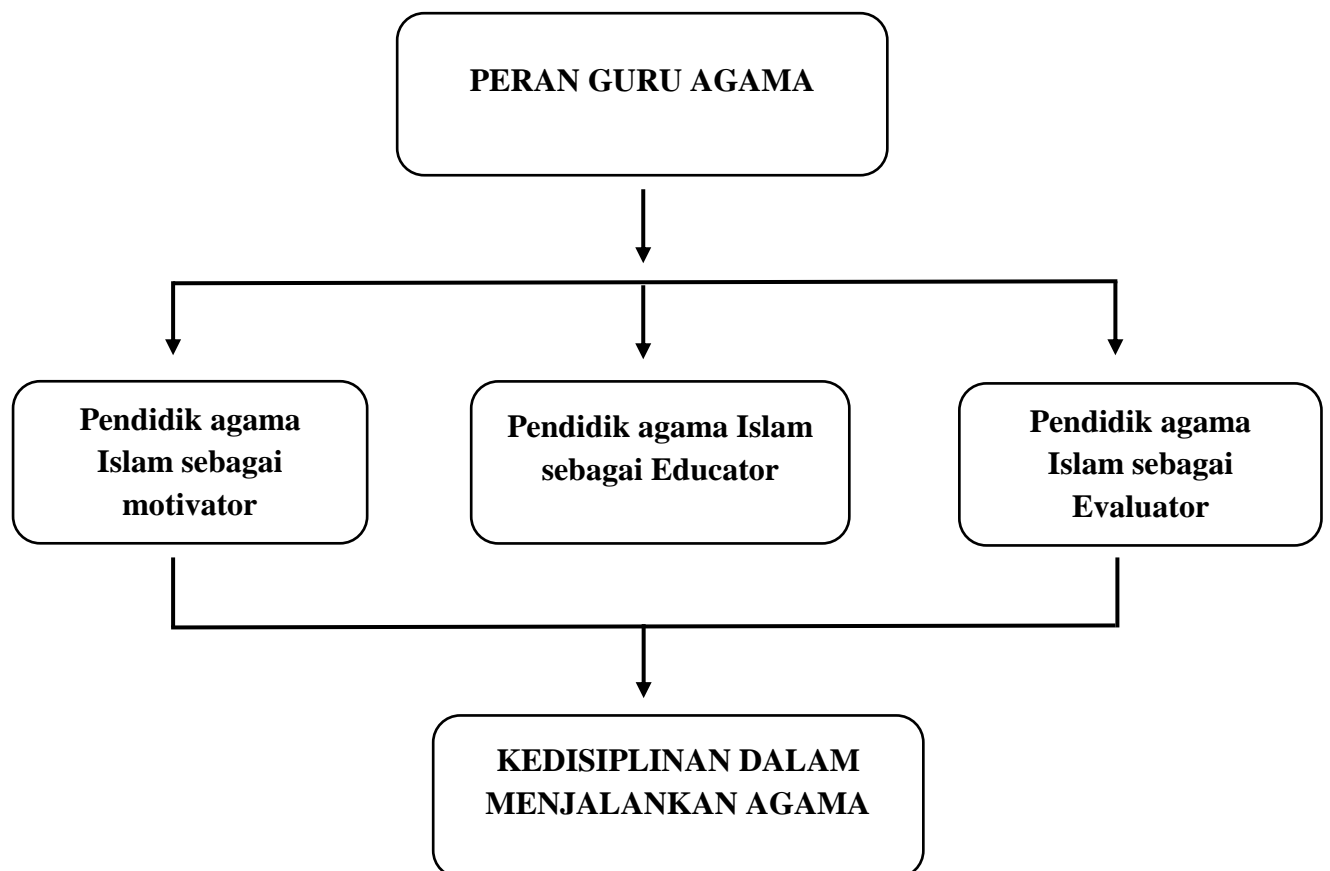 PERAN GURU AGAMA
Pendidik agama
Islam sebagai
motivator
Pendidik agama Islam
sebagai Educator
Pendidik agama
Islam sebagai
Evaluator
KEDISIPLINAN DALAM
MENJALANKAN AGAMA